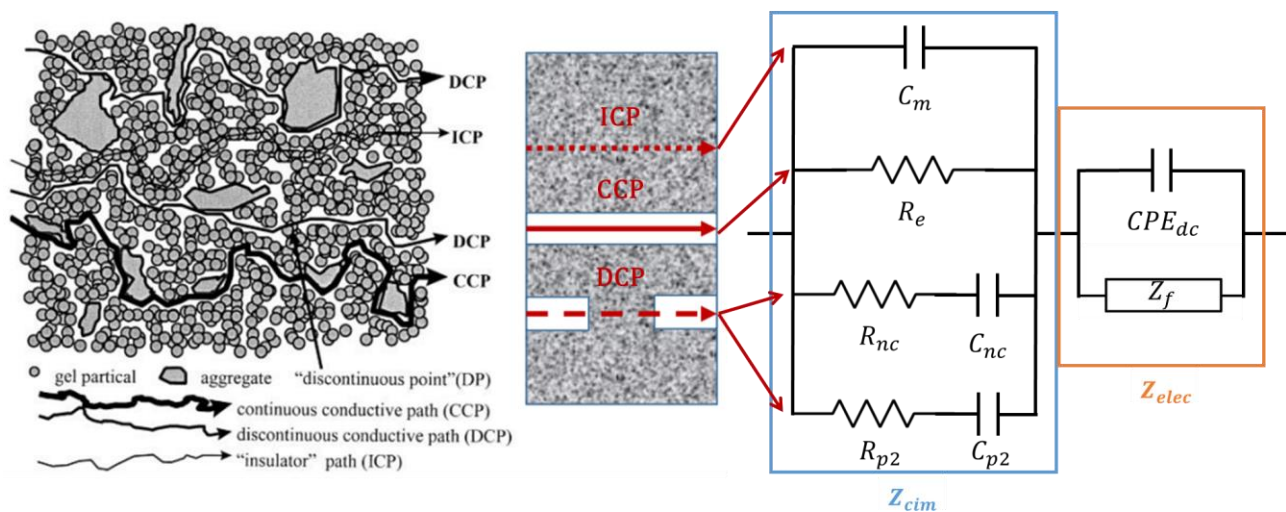 DCP
ICP
DCP
CCP
gel partical aggregate "discontinuous point"(DP)
continuous conductive path (CCP)
discontinuous conductive path (DCP)
"insulator" path (ICP)
ICP
CCP
DCP
C_m
R_e
R_nc C_nc
R_p2 C_p2
Z_cim
CPE_dc
Z_f
Z_elec